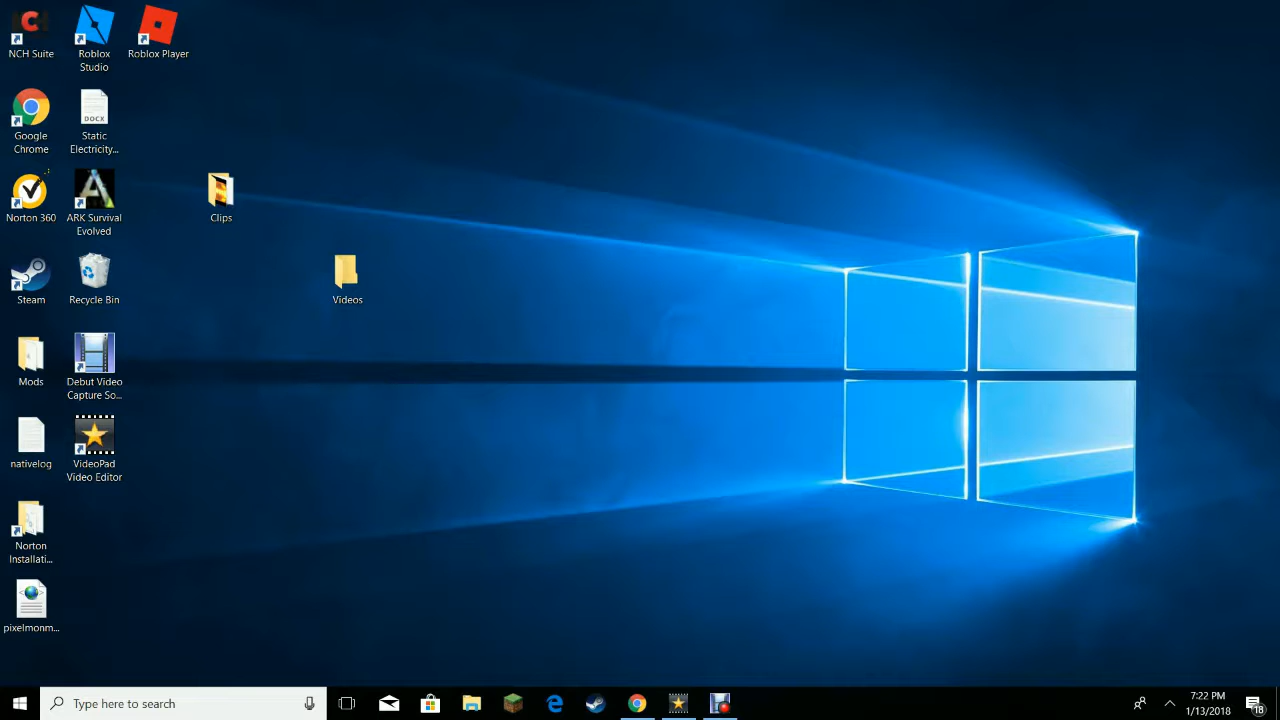 NCH Suite
Roblox
Studio
Roblox Player
Google
Chrome
DOCX
Static
Electricity...
Norton 360
ARK Survival
Evolved
Clips
Steam
Recycle Bin
Videos
Mods
Debut Video
Capture So...
nativelog
VideoPad
Video Editor
Norton
Installati...
pixelmonm...
Type here to search
7:22 PM
1/13/2018
18